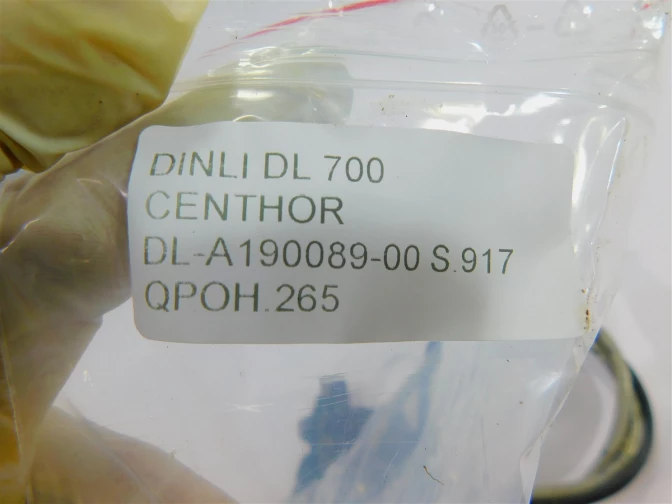 DINLI DL 700
CENTHOR
DL-A190089-00 S.917
QPOH.265